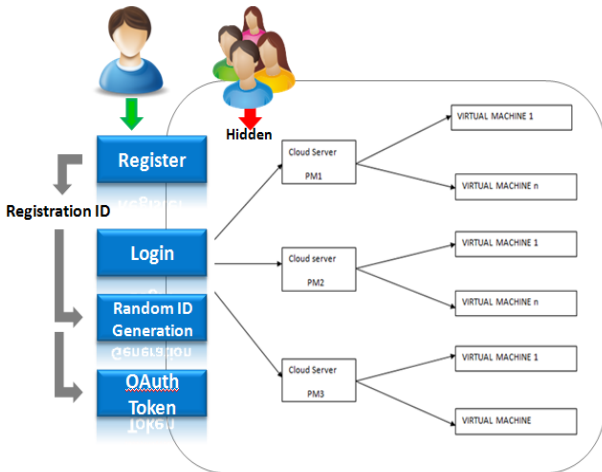 Hidden
Register
Registration ID
Login
Random ID
Generation
OAuth
Token
Cloud Server
PM1
Cloud server
PM2
Cloud Server
PM3
VIRTUAL MACHINE 1
VIRTUAL MACHINE n
VIRTUAL MACHINE 1
VIRTUAL MACHINE n
VIRTUAL MACHINE 1
VIRTUAL MACHINE